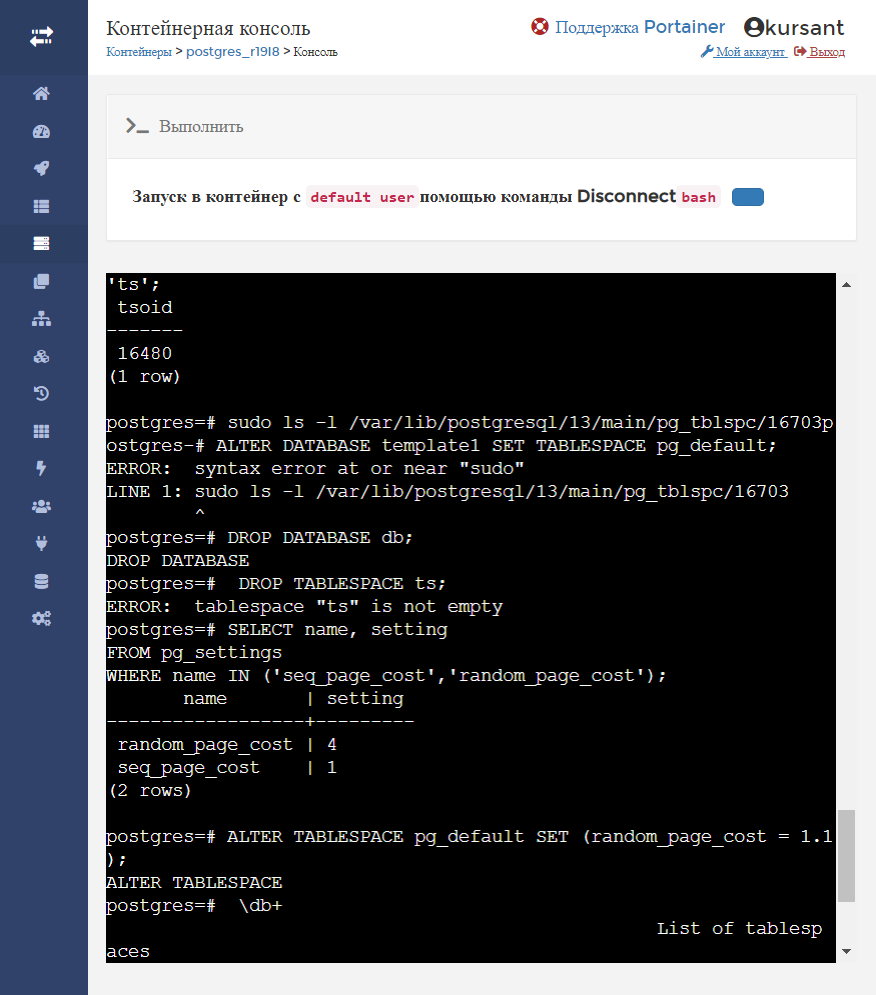 Контейнерная консоль
Поддержка Portainer
kursant
Контейнеры > postgres_r19l8 > Консоль
Мой аккаунт
Выход
Выполнить
Запуск в контейнер с default user помощью команды Disconnect bash
'ts';
 tsoid
-------
 16480
(1 row)
postgres=# sudo ls -l /var/lib/postgresql/13/main/pg_tblspc/16703p
ostgres-# ALTER DATABASE template1 SET TABLESPACE pg_default;
ERROR:  syntax error at or near "sudo"
LINE 1: sudo ls -l /var/lib/postgresql/13/main/pg_tblspc/16703
        ^
postgres=# DROP DATABASE db;
DROP DATABASE
postgres=#  DROP TABLESPACE ts;
ERROR:  tablespace "ts" is not empty
postgres=# SELECT name, setting
FROM pg_settings
WHERE name IN ('seq_page_cost','random_page_cost');
       name       | setting
------------------+---------
 random_page_cost | 4
 seq_page_cost    | 1
(2 rows)
postgres=# ALTER TABLESPACE pg_default SET (random_page_cost = 1.1
);
ALTER TABLESPACE
postgres=#  \db+
List of tablesp
aces